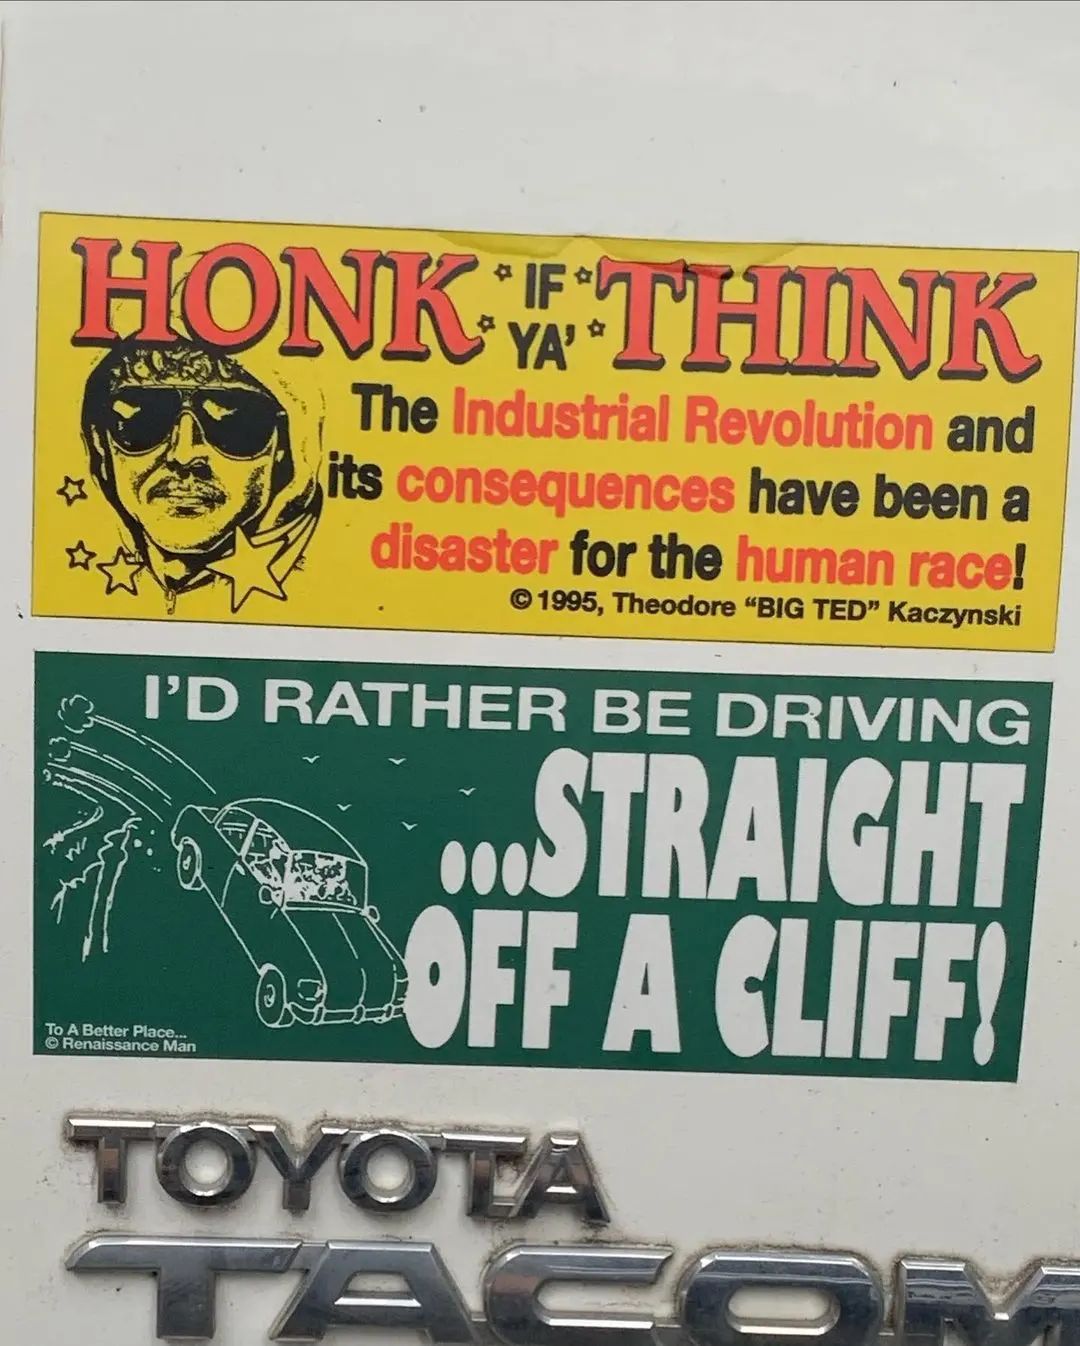 HONK IF YA' THINK
The Industrial Revolution and
its consequences have been a
disaster for the human race!
© 1995, Theodore “BIG TED” Kaczynski
I'D RATHER BE DRIVING
...STRAIGHT
OFF A CLIFF!
To A Better Place...
© Renaissance Man
TOYOTA
TACOM